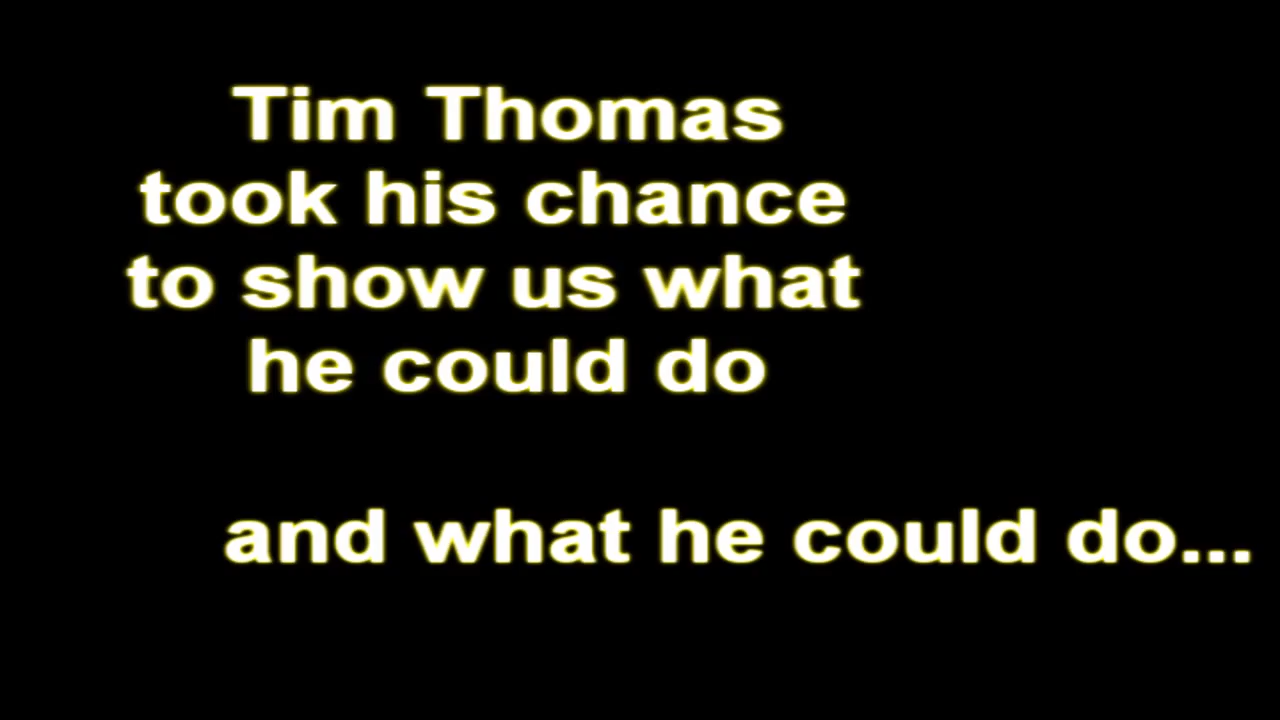 Tim Thomas
took his chance
to show us what
he could do
and what he could do...